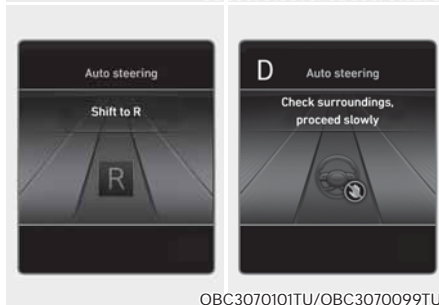 Auto steering
Shift to R
R
D
Auto steering
Check surroundings,
proceed slowly
OBC3070101TU/OBC3070099TU